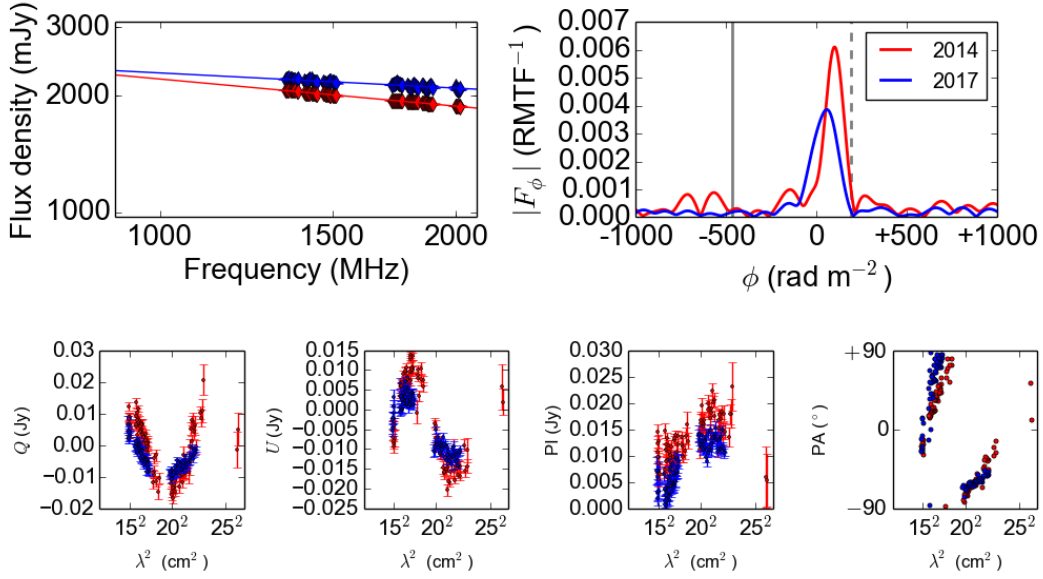 3000
2000
1000
Flux density (mJy)
1000 1500 2000
Frequency (MHz)
0.007
0.006
0.005
0.004
0.003
0.002
0.001
0.000
|F_ϕ| (RMTF⁻¹)
2014
2017
-1000 -500 0 +500 +1000
ϕ (rad m⁻²)
0.03
0.02
0.01
0.00
−0.01
−0.02
Q (Jy)
15² 20² 25²
λ² (cm²)
0.015
0.010
0.005
0.000
−0.005
−0.010
−0.015
−0.020
−0.025
U (Jy)
15² 20² 25²
λ² (cm²)
0.030
0.025
0.020
0.015
0.010
0.005
0.000
PI (Jy)
15² 20² 25²
λ² (cm²)
+90
0
−90
PA (°)
15² 20² 25²
λ² (cm²)